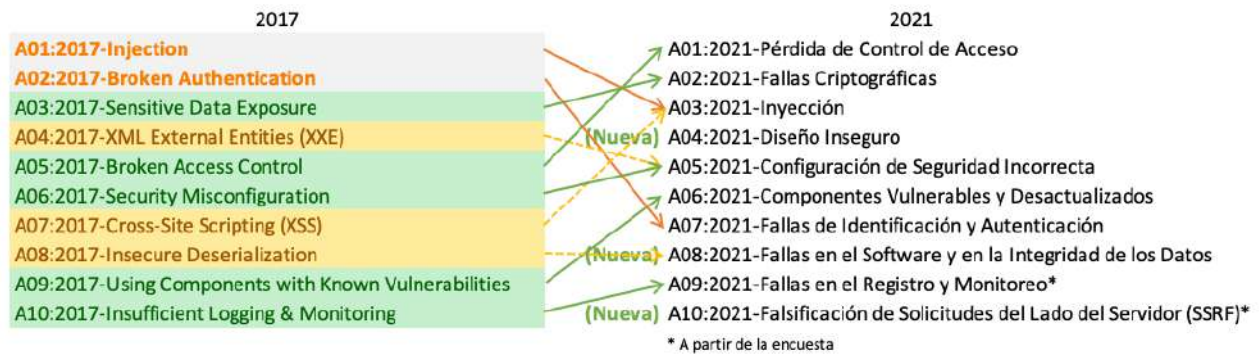 2017
A01:2017-Injection
A02:2017-Broken Authentication
A03:2017-Sensitive Data Exposure
A04:2017-XML External Entities (XXE)
A05:2017-Broken Access Control
A06:2017-Security Misconfiguration
A07:2017-Cross-Site Scripting (XSS)
A08:2017-Insecure Deserialization
A09:2017-Using Components with Known Vulnerabilities
A10:2017-Insufficient Logging & Monitoring
2021
A01:2021-Pérdida de Control de Acceso
A02:2021-Fallas Criptográficas
A03:2021-Inyección
(Nueva) A04:2021-Diseño Inseguro
A05:2021-Configuración de Seguridad Incorrecta
A06:2021-Componentes Vulnerables y Desactualizados
A07:2021-Fallas de Identificación y Autenticación
(Nueva) A08:2021-Fallas en el Software y en la Integridad de los Datos
A09:2021-Fallas en el Registro y Monitoreo*
(Nueva) A10:2021-Falsificación de Solicitudes del Lado del Servidor (SSRF)*
* A partir de la encuesta